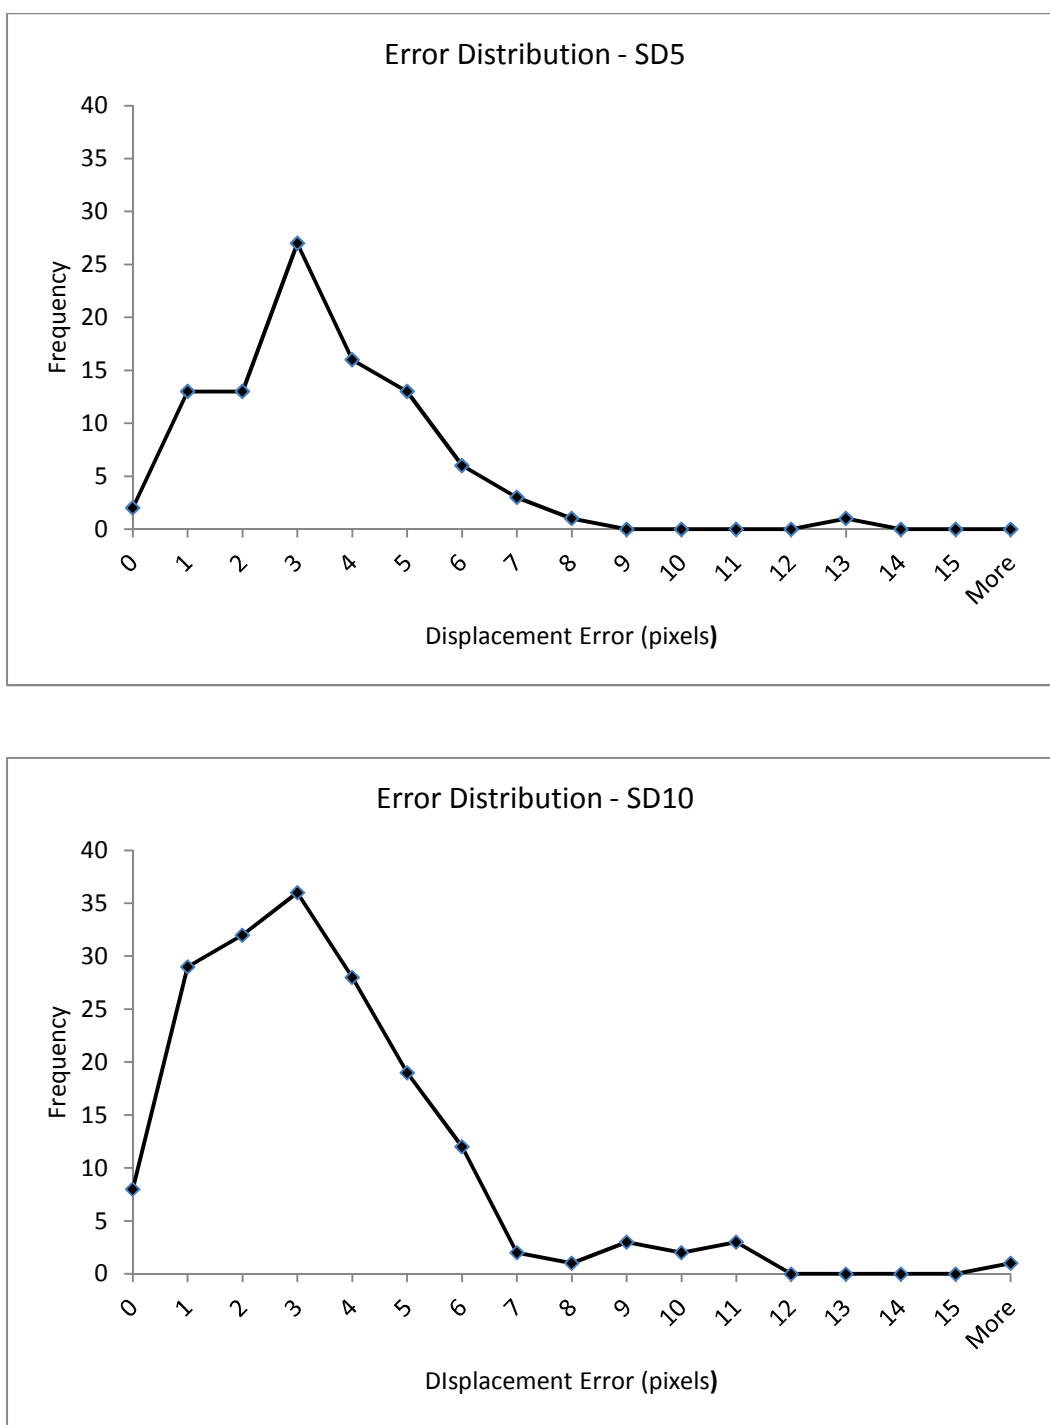 Error Distribution - SD5
40
35
30
25
20
15
10
5
0
Frequency
0 1 2 3 4 5 6 7 8 9 10 11 12 13 14 15 More
Displacement Error (pixels)
Error Distribution - SD10
40
35
30
25
20
15
10
5
0
Frequency
0 1 2 3 4 5 6 7 8 9 10 11 12 13 14 15 More
DIsplacement Error (pixels)